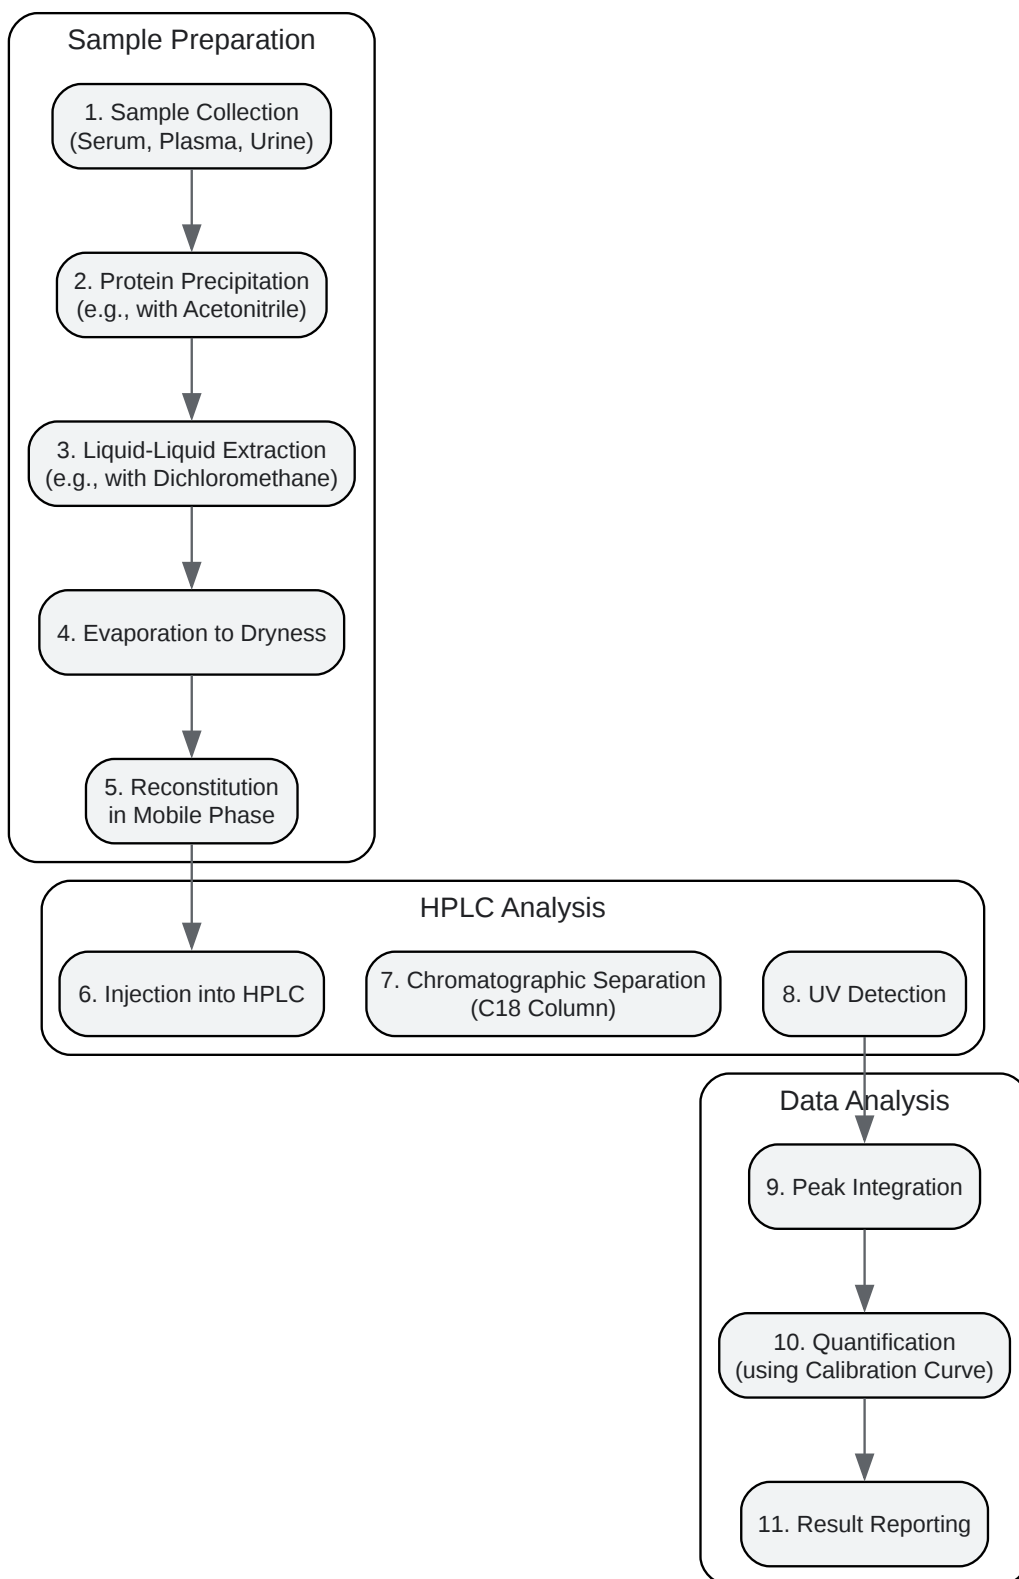 Sample Preparation
1. Sample Collection
(Serum, Plasma, Urine)
2. Protein Precipitation
(e.g., with Acetonitrile)
3. Liquid-Liquid Extraction
(e.g., with Dichloromethane)
4. Evaporation to Dryness
5. Reconstitution
in Mobile Phase
HPLC Analysis
6. Injection into HPLC
7. Chromatographic Separation
(C18 Column)
8. UV Detection
Data Analysis
9. Peak Integration
10. Quantification
(using Calibration Curve)
11. Result Reporting